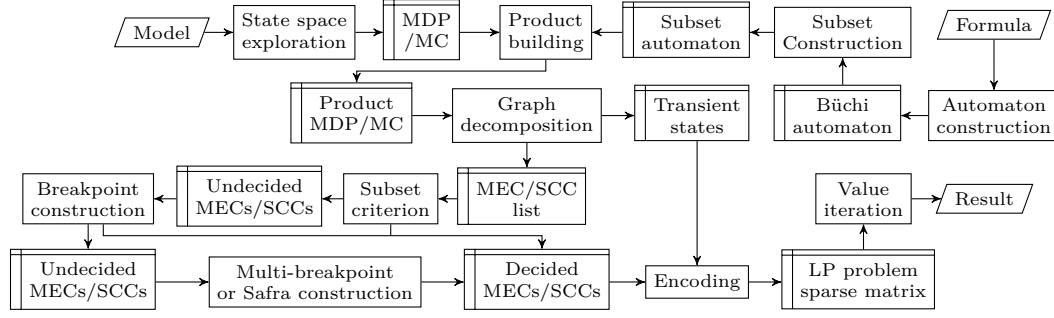 Model
State space
exploration
MDP
/MC
Product
building
Subset
automaton
Subset
Construction
Formula
Product
MDP/MC
Graph
decomposition
Transient
states
Büchi
automaton
Automaton
construction
Breakpoint
construction
Undecided
MECs/SCCs
Subset
criterion
MEC/SCC
list
Value
iteration
Result
Undecided
MECs/SCCs
Multi-breakpoint
or Safra construction
Decided
MECs/SCCs
Encoding
LP problem
sparse matrix